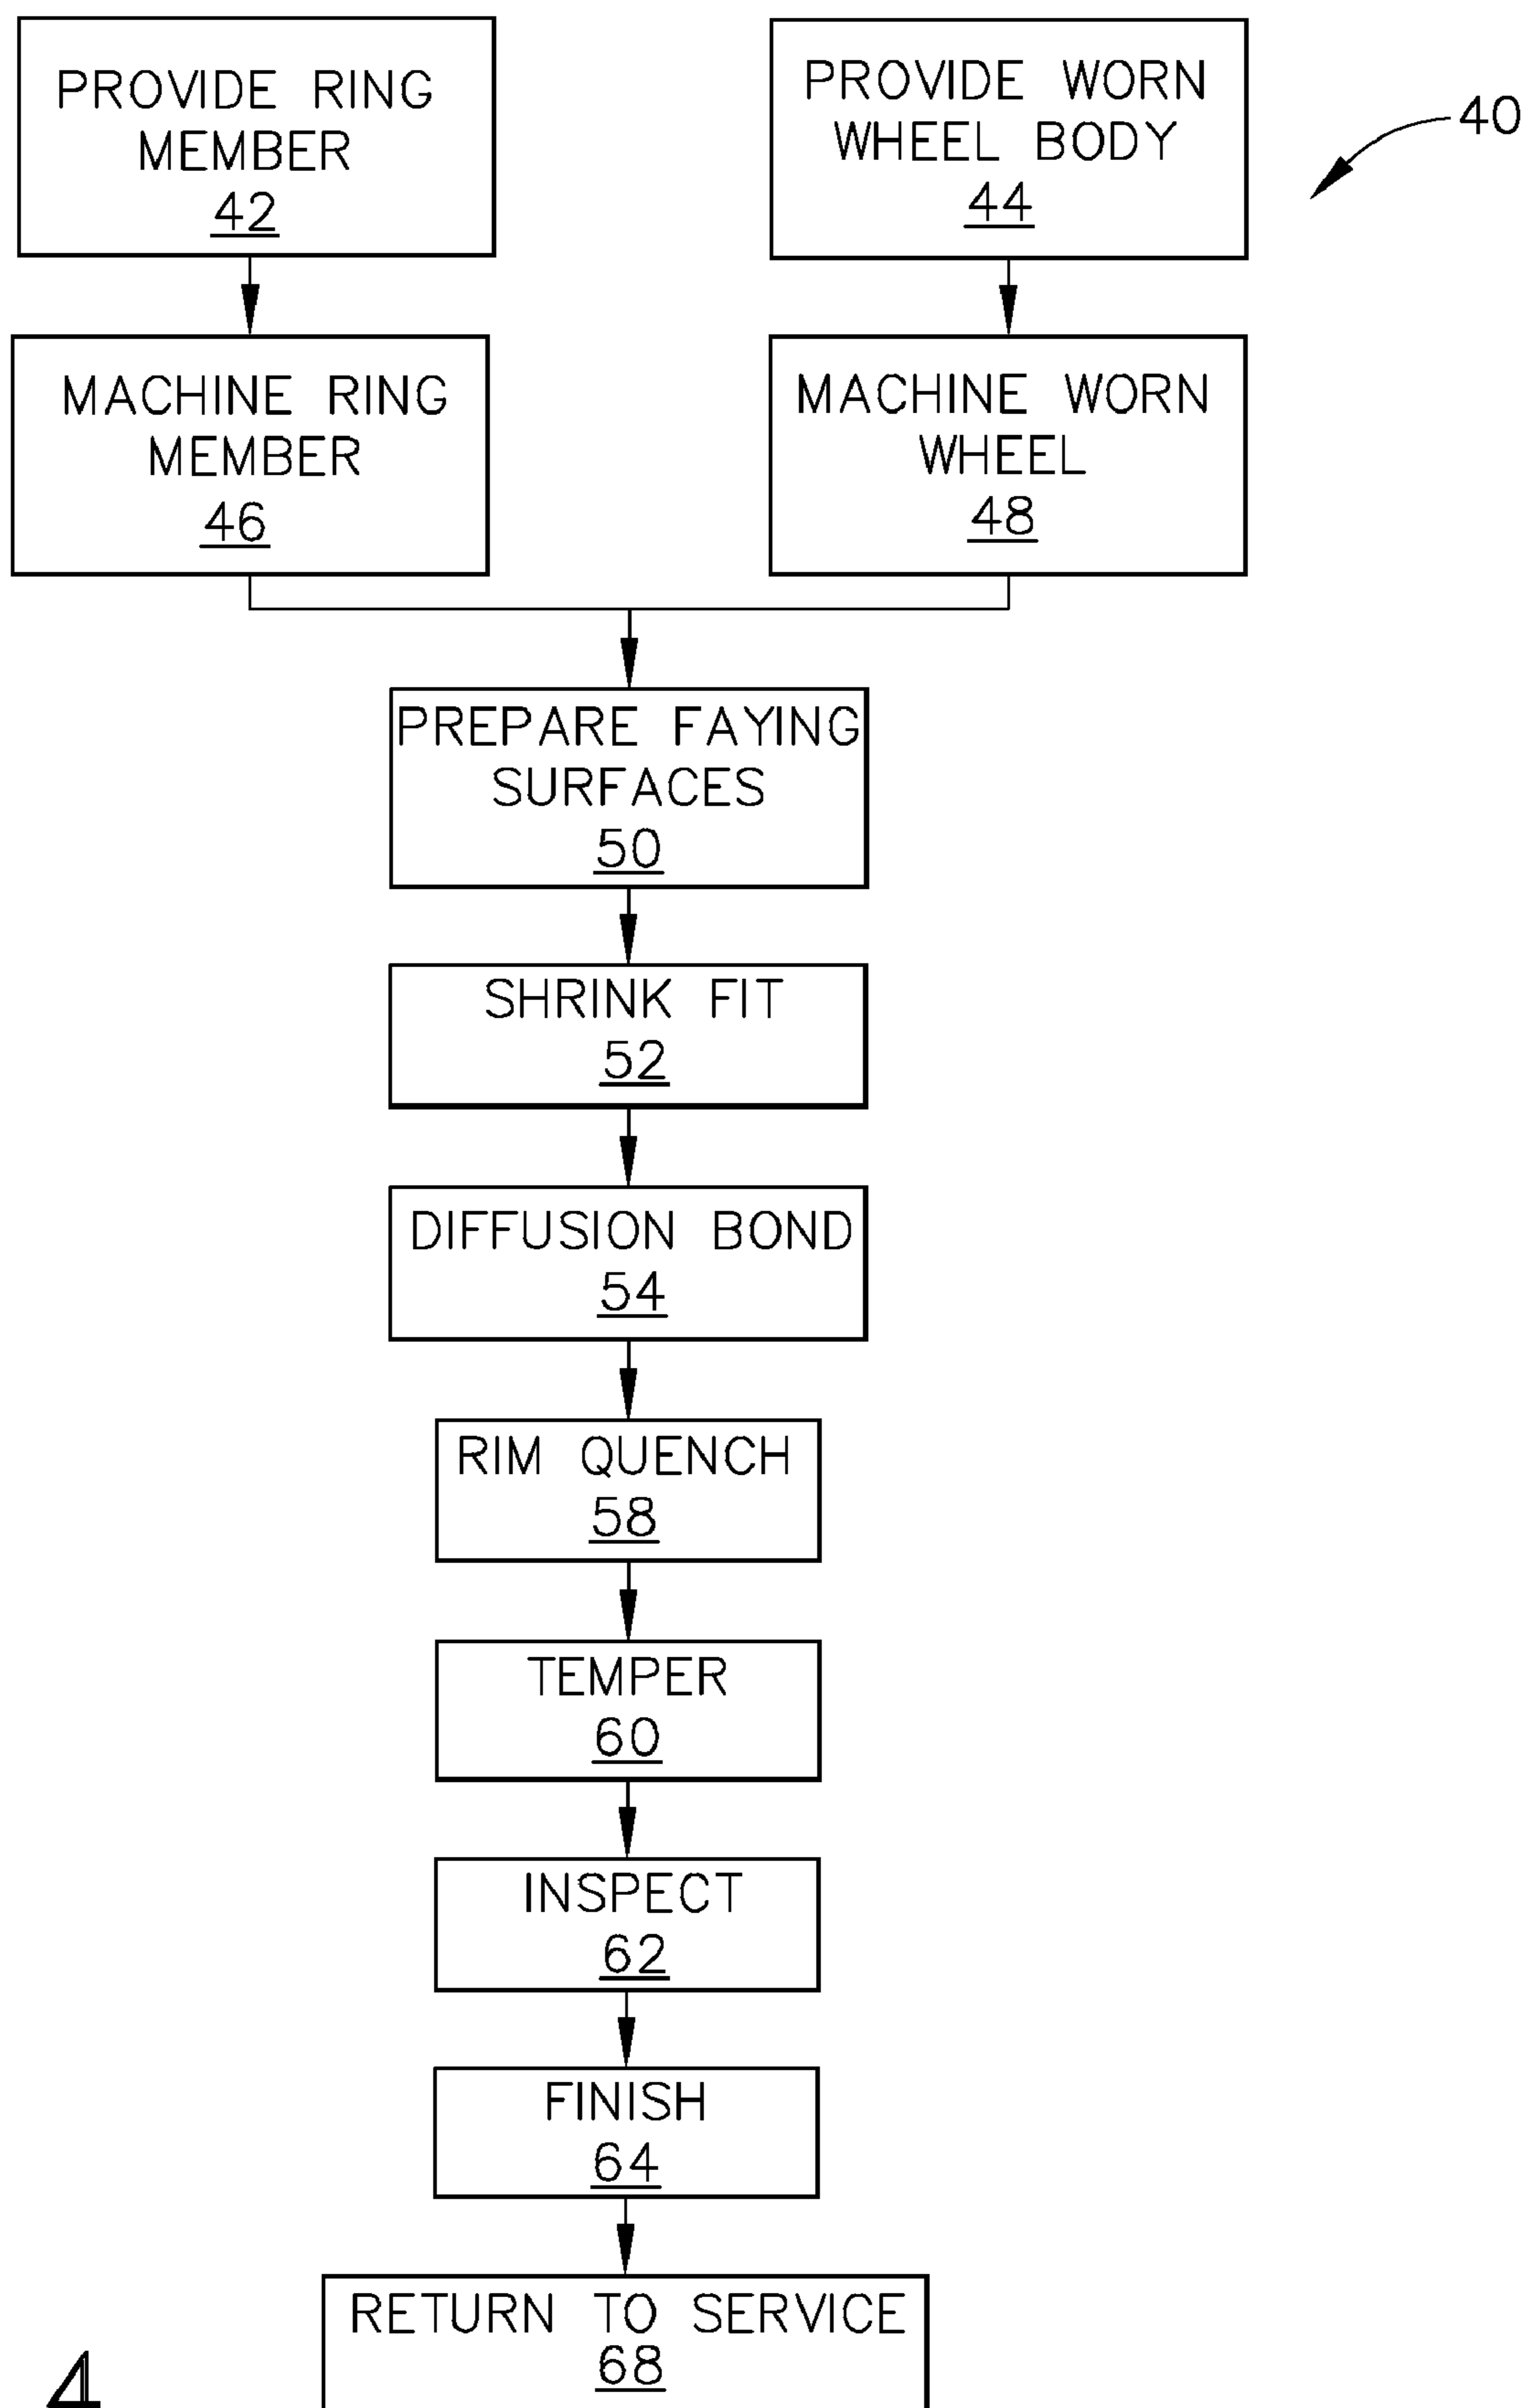 PROVIDE RING
MEMBER
42
PROVIDE WORN
WHEEL BODY
44
40
MACHINE RING
MEMBER
46
MACHINE WORN
WHEEL
48
PREPARE FAYING
SURFACES
50
SHRINK FIT
52
DIFFUSION BOND
54
RIM QUENCH
58
TEMPER
60
INSPECT
62
FINISH
64
RETURN TO SERVICE
68
4